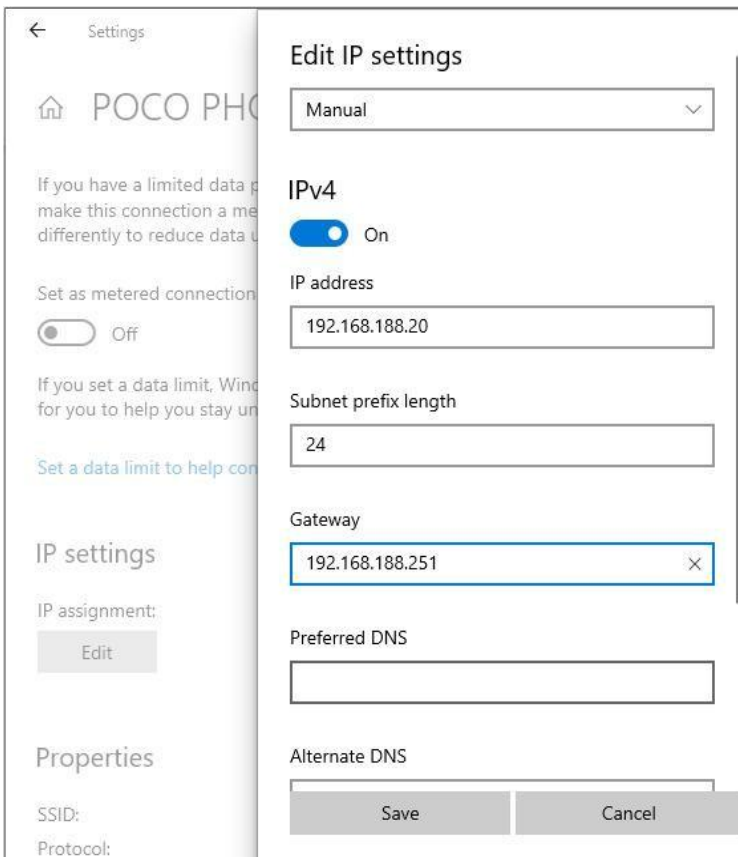 Settings
POCO PHO
If you have a limited data p
make this connection a me
differently to reduce data u
Set as metered connection
Off
If you set a data limit, Wind
for you to help you stay un
Set a data limit to help con
IP settings
IP assignment:
Edit
Properties
SSID:
Protocol:
Edit IP settings
Manual
IPv4
On
IP address
192.168.188.20
Subnet prefix length
24
Gateway
192.168.188.251
Preferred DNS
Alternate DNS
Save
Cancel